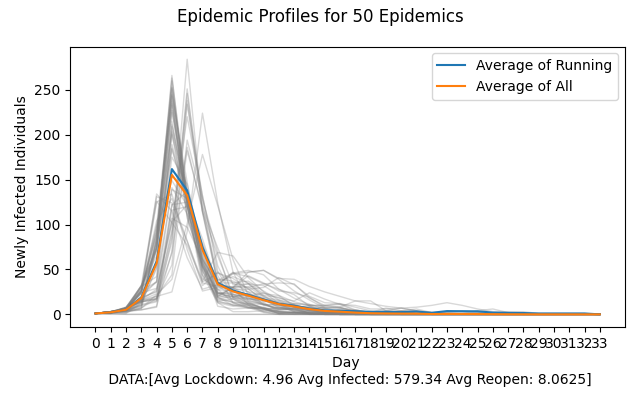 Epidemic Profiles for 50 Epidemics
Average of Running
Average of All
Newly Infected Individuals
250
200
150
100
50
0
0 1 2 3 4 5 6 7 8 9 10 11 12 13 14 15 16 17 18 19 20 21 22 23 24 25 26 27 28 29 30 31 32 33
Day
DATA:[Avg Lockdown: 4.96 Avg Infected: 579.34 Avg Reopen: 8.0625]